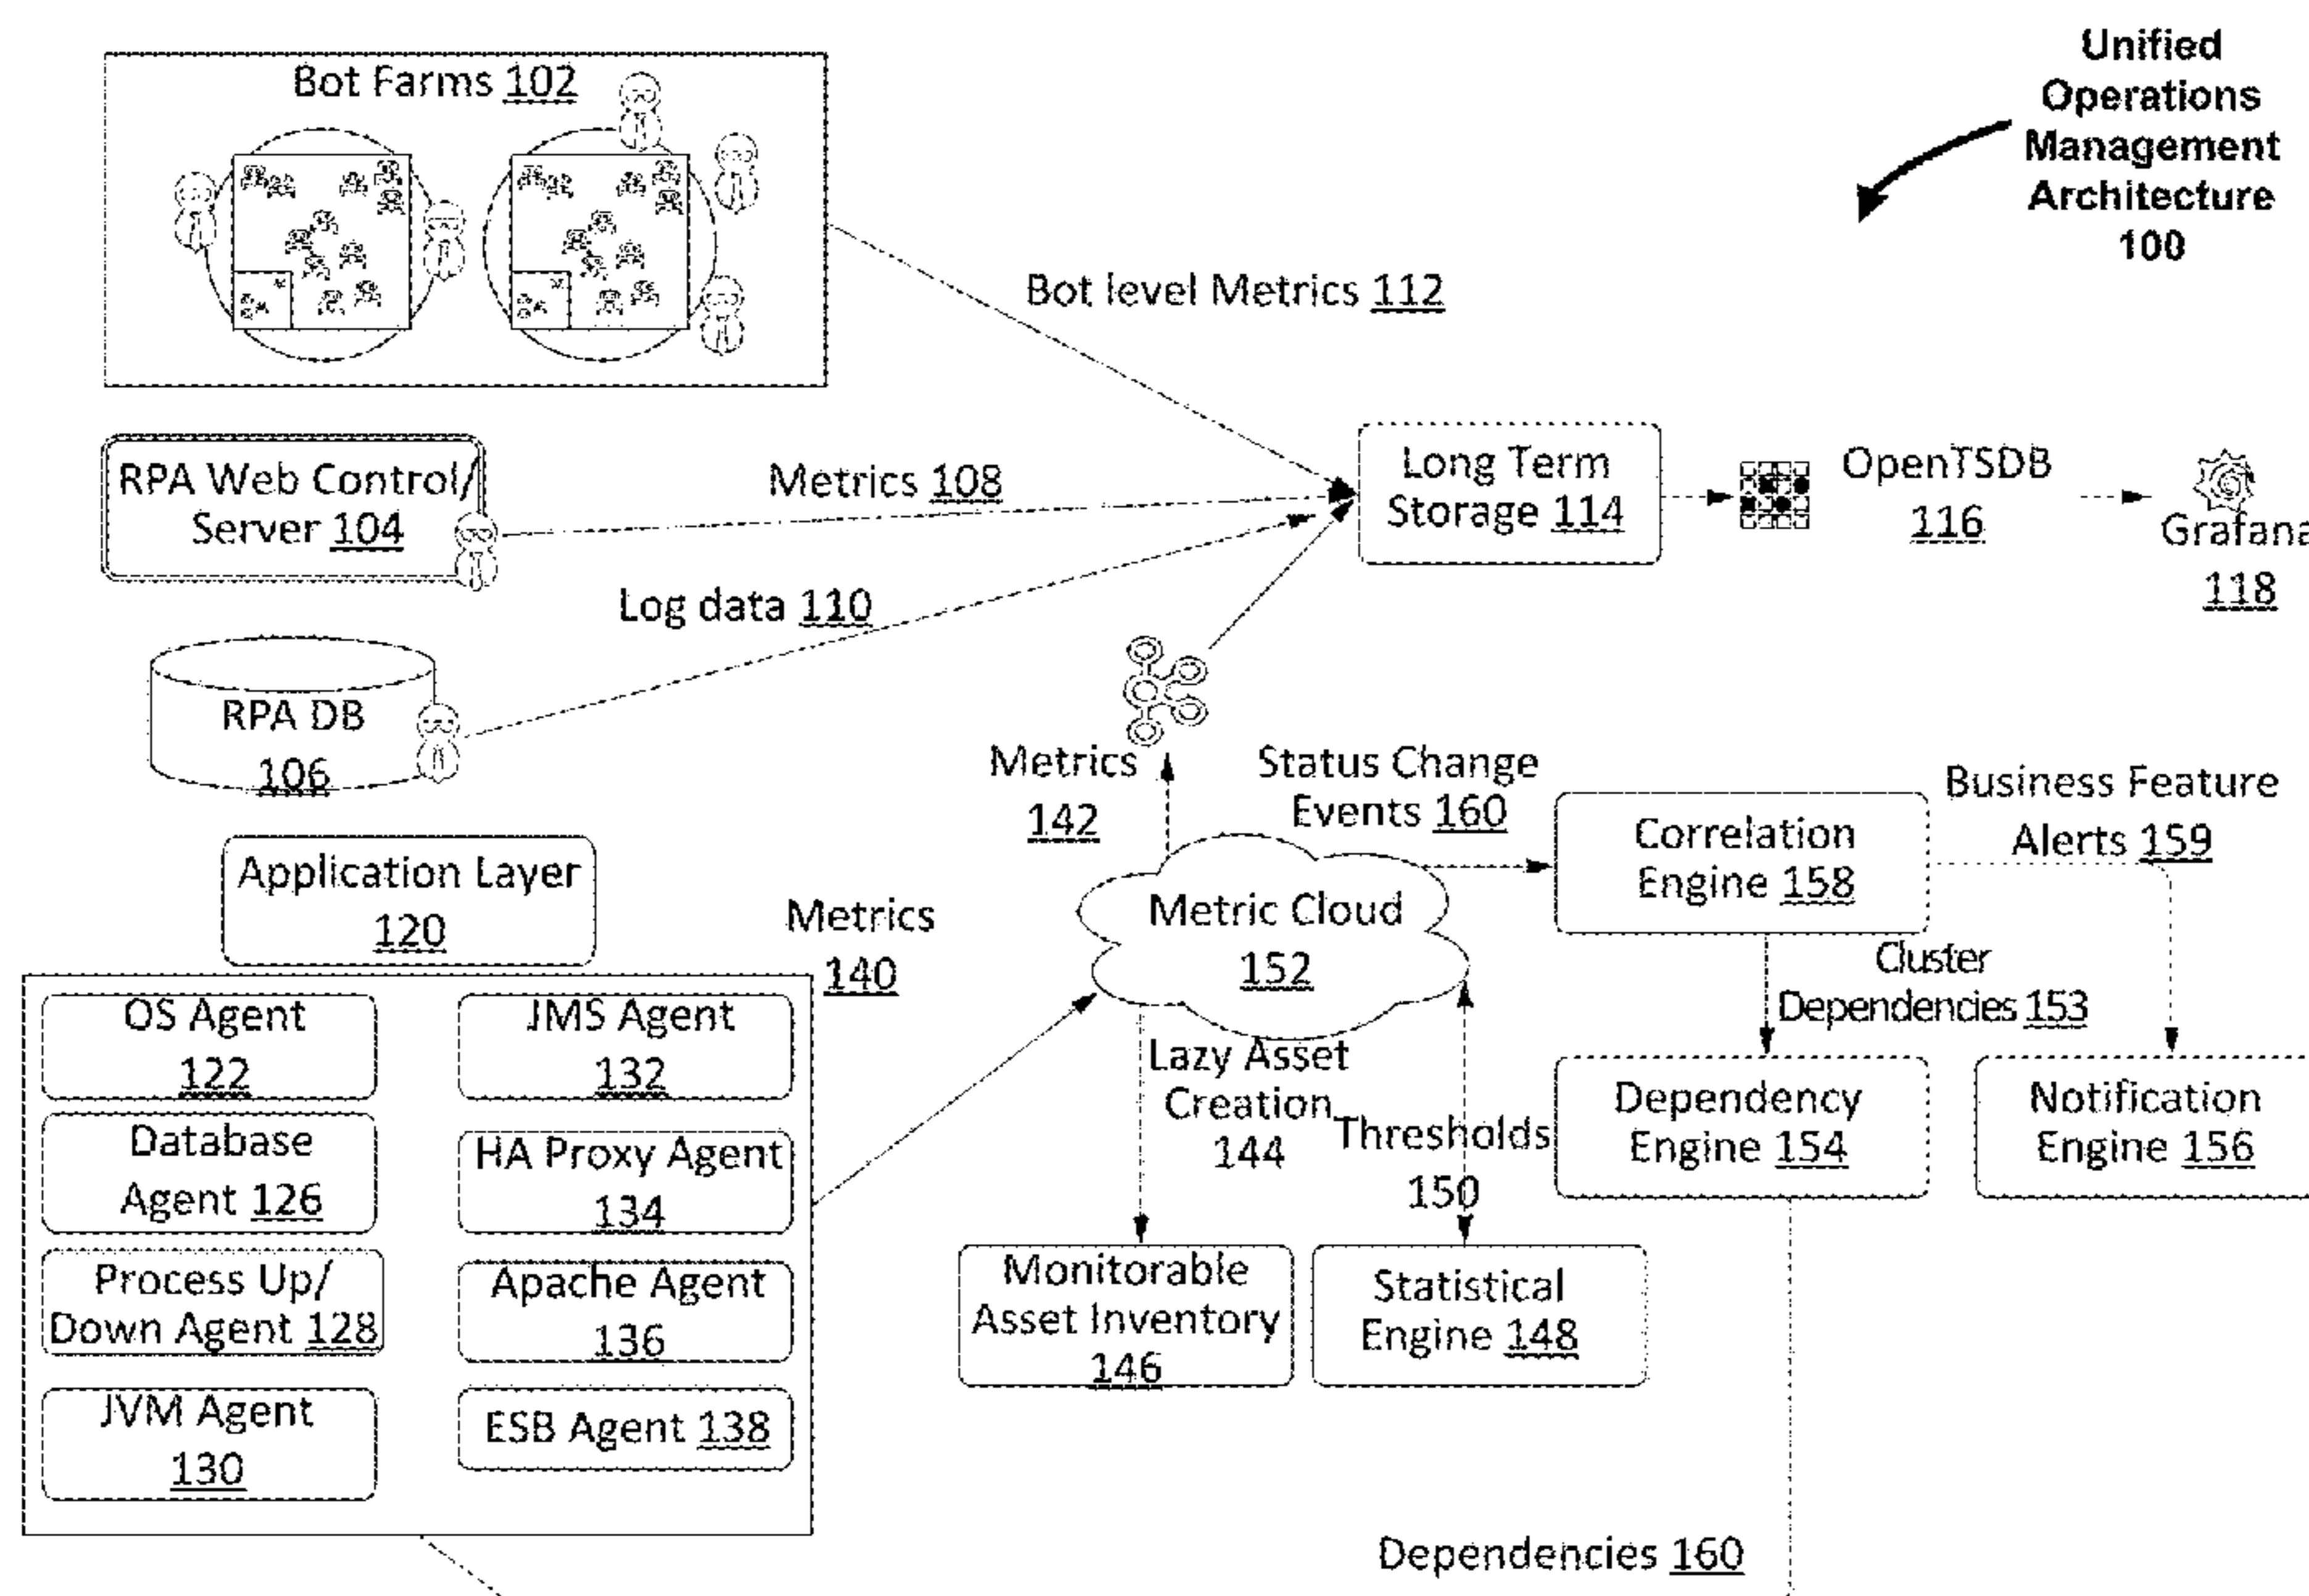 Unified
Operations
Management
Architecture
100
Bot Farms 102
Bot level Metrics 112
RPA Web Control/
Server 104
Metrics 108
Long Term
Storage 114
OpenTSDB
116
Grafana
118
Log data 110
RPA DB
106
Metrics
142
Status Change
Events 160
Correlation
Engine 158
Business Feature
Alerts 159
Application Layer
120
Metrics
140
Metric Cloud
152
Cluster
Dependencies 153
OS Agent
122
JMS Agent
132
Database
Agent 126
HA Proxy Agent
134
Process Up/
Down Agent 128
Apache Agent
136
JVM Agent
130
ESB Agent 138
Lazy Asset
Creation
144
Thresholds
150
Dependency
Engine 154
Notification
Engine 156
Monitorable
Asset Inventory
146
Statistical
Engine 148
Dependencies 160